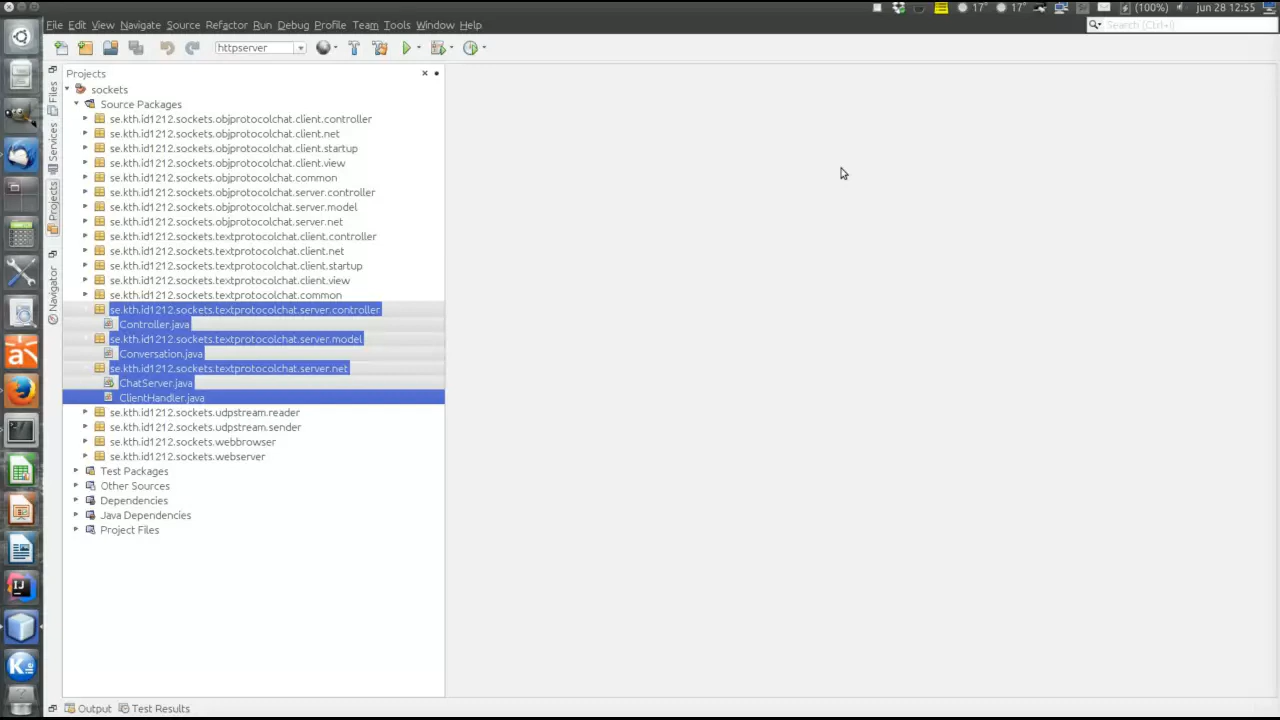 17° 17° (100%) jun 28 12:55
File Edit View Navigate Source Refactor Run Debug Profile Team Tools Window Help
Search (Ctrl+I)
httpserver
Projects
Files
Services
Projects
Navigator
sockets
Source Packages
se.kth.id1212.sockets.objprotocolchat.client.controller
se.kth.id1212.sockets.objprotocolchat.client.net
se.kth.id1212.sockets.objprotocolchat.client.startup
se.kth.id1212.sockets.objprotocolchat.client.view
se.kth.id1212.sockets.objprotocolchat.common
se.kth.id1212.sockets.objprotocolchat.server.controller
se.kth.id1212.sockets.objprotocolchat.server.model
se.kth.id1212.sockets.objprotocolchat.server.net
se.kth.id1212.sockets.textprotocolchat.client.controller
se.kth.id1212.sockets.textprotocolchat.client.net
se.kth.id1212.sockets.textprotocolchat.client.startup
se.kth.id1212.sockets.textprotocolchat.client.view
se.kth.id1212.sockets.textprotocolchat.common
se.kth.id1212.sockets.textprotocolchat.server.controller
Controller.java
se.kth.id1212.sockets.textprotocolchat.server.model
Conversation.java
se.kth.id1212.sockets.textprotocolchat.server.net
ChatServer.java
ClientHandler.java
se.kth.id1212.sockets.udpstream.reader
se.kth.id1212.sockets.udpstream.sender
se.kth.id1212.sockets.webbrowser
se.kth.id1212.sockets.webserver
Test Packages
Other Sources
Dependencies
Java Dependencies
Project Files
Output Test Results